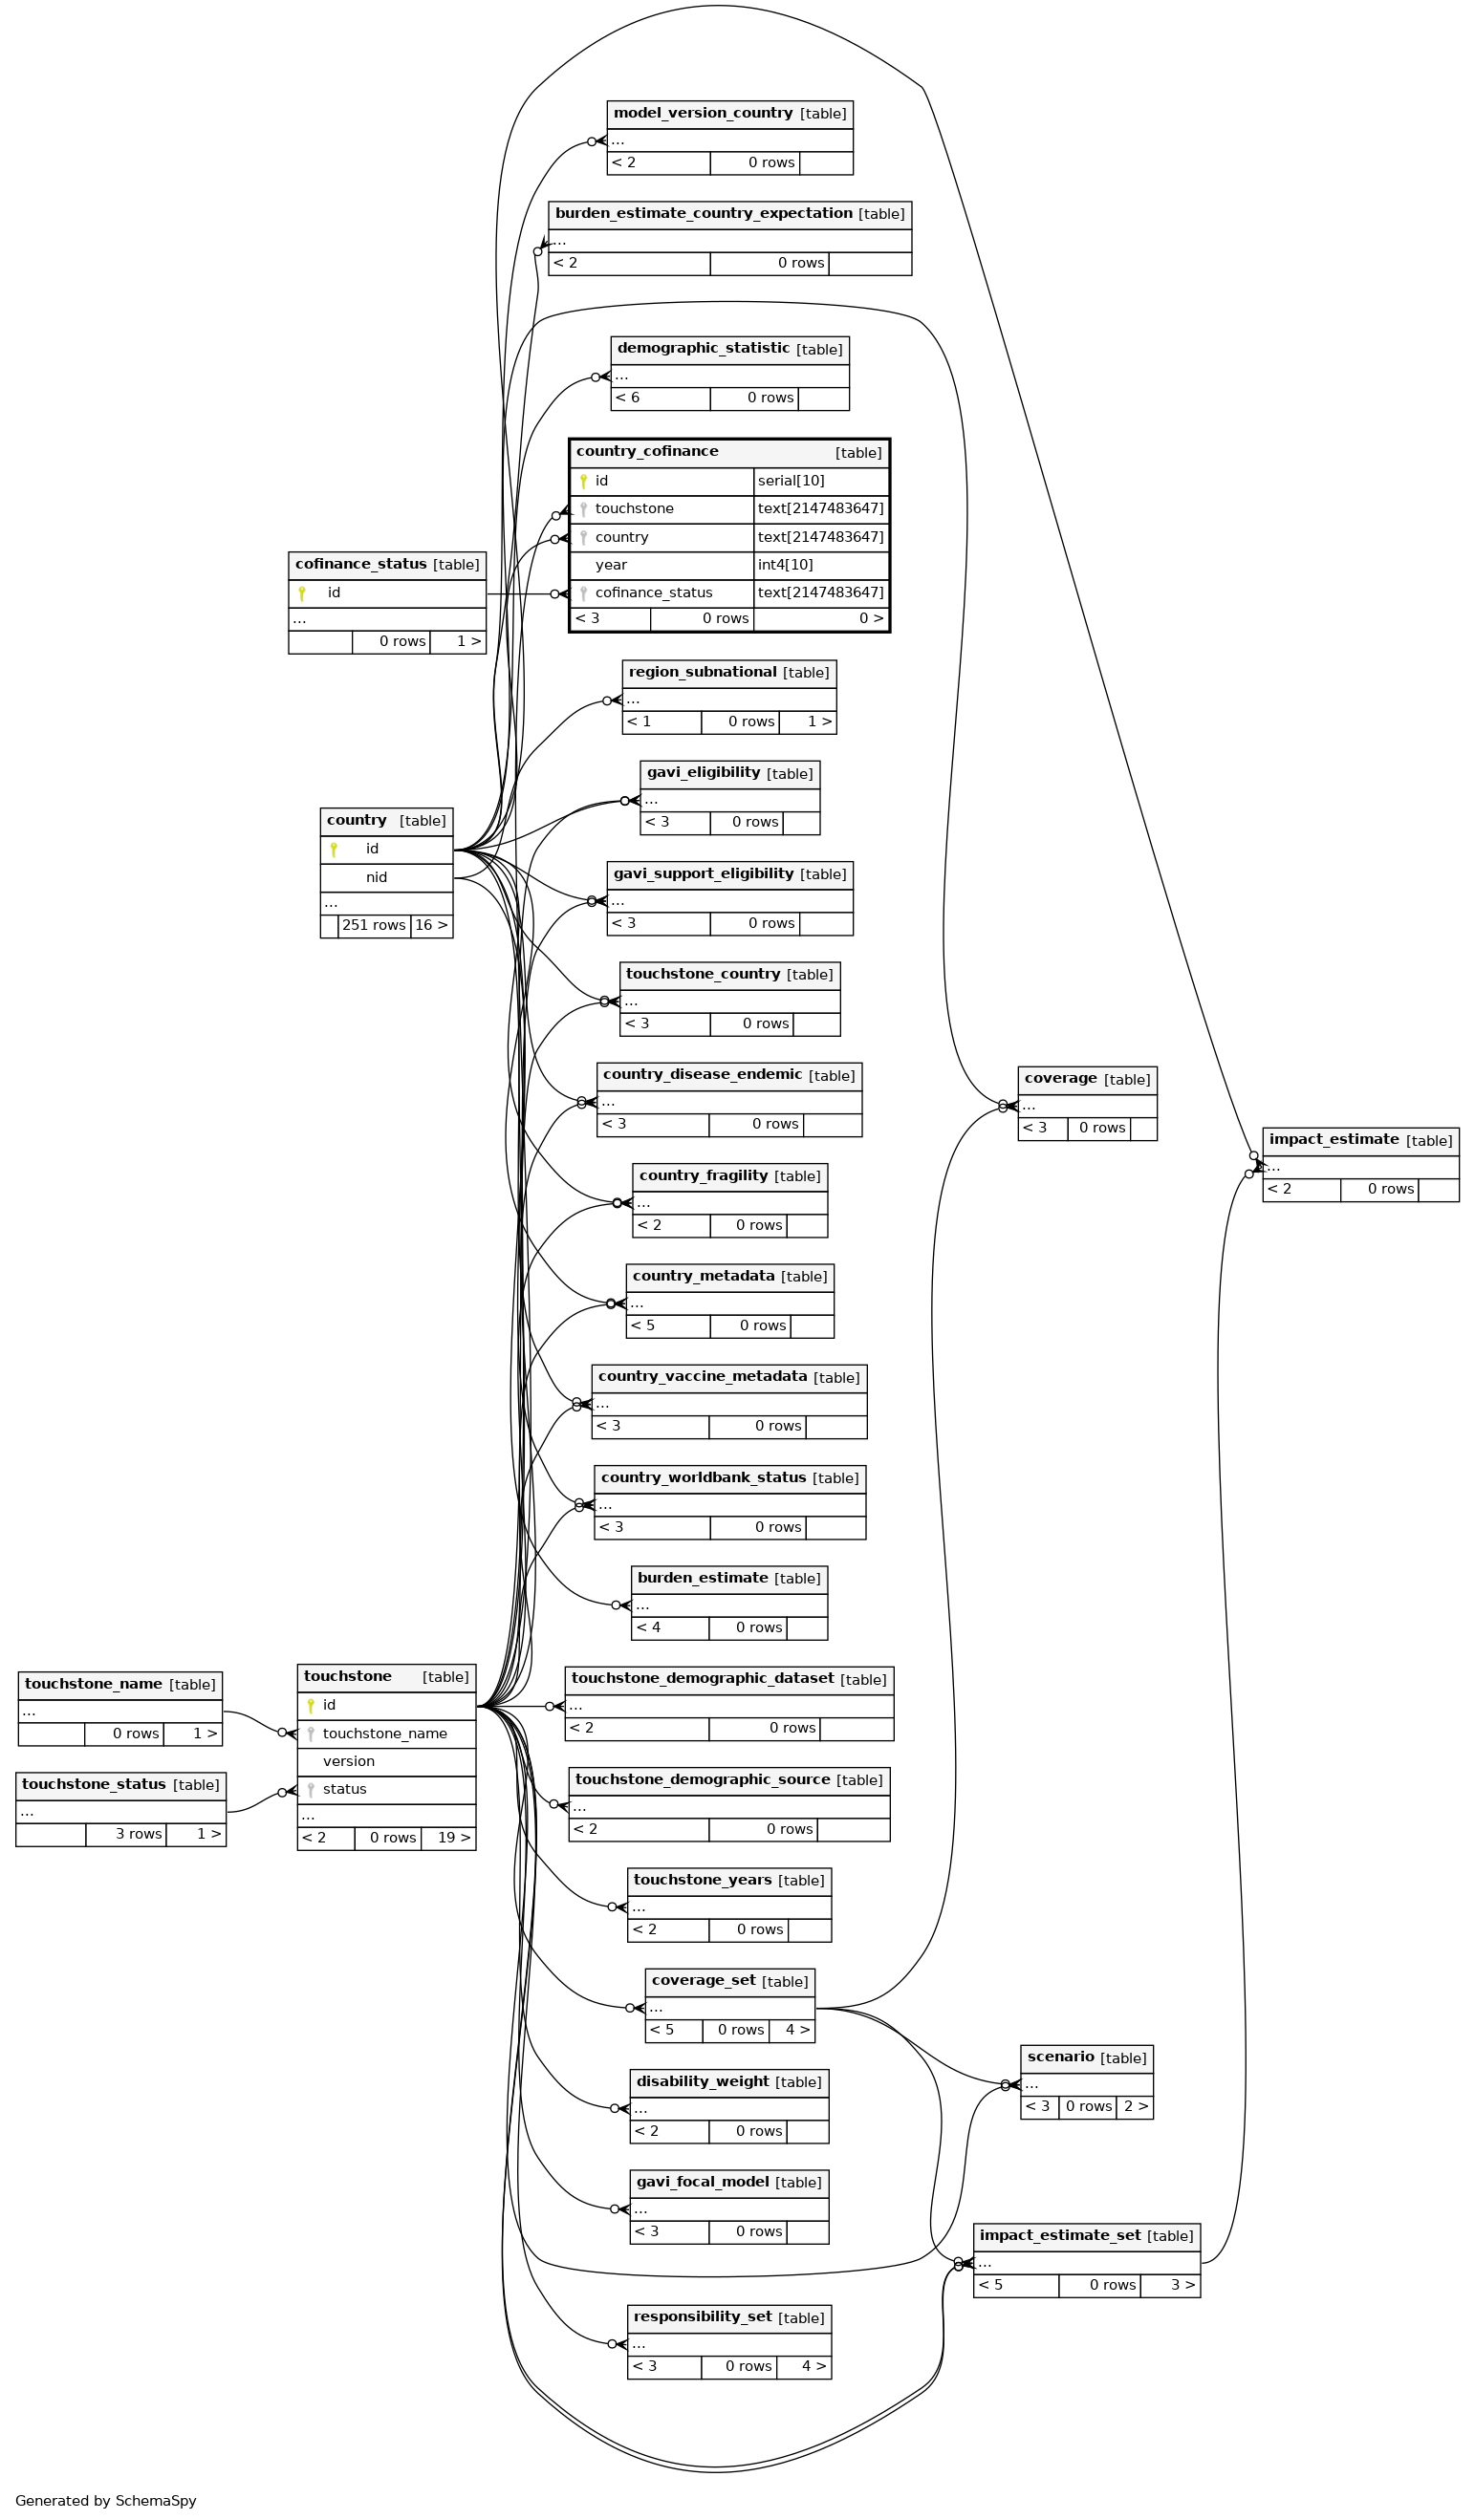 model_version_country [table]
...
< 2 0 rows
burden_estimate_country_expectation [table]
...
< 2 0 rows
demographic_statistic [table]
...
< 6 0 rows
country_cofinance [table]
id serial[10]
touchstone text[2147483647]
country text[2147483647]
year int4[10]
cofinance_status text[2147483647]
< 3 0 rows 0 >
cofinance_status [table]
id
...
0 rows 1 >
region_subnational [table]
...
< 1 0 rows 1 >
gavi_eligibility [table]
...
< 3 0 rows
country [table]
id
nid
...
251 rows 16 >
gavi_support_eligibility [table]
...
< 3 0 rows
touchstone_country [table]
...
< 3 0 rows
country_disease_endemic [table]
...
< 3 0 rows
coverage [table]
...
< 3 0 rows
impact_estimate [table]
...
< 2 0 rows
country_fragility [table]
...
< 2 0 rows
country_metadata [table]
...
< 5 0 rows
country_vaccine_metadata [table]
...
< 3 0 rows
country_worldbank_status [table]
...
< 3 0 rows
burden_estimate [table]
...
< 4 0 rows
touchstone_name [table]
...
0 rows 1 >
touchstone_status [table]
...
3 rows 1 >
touchstone [table]
id
touchstone_name
version
status
...
< 2 0 rows 19 >
touchstone_demographic_dataset [table]
...
< 2 0 rows
touchstone_demographic_source [table]
...
< 2 0 rows
touchstone_years [table]
...
< 2 0 rows
coverage_set [table]
...
< 5 0 rows 4 >
scenario [table]
...
< 3 0 rows 2 >
disability_weight [table]
...
< 2 0 rows
gavi_focal_model [table]
...
< 3 0 rows
impact_estimate_set [table]
...
< 5 0 rows 3 >
responsibility_set [table]
...
< 3 0 rows 4 >
Generated by SchemaSpy